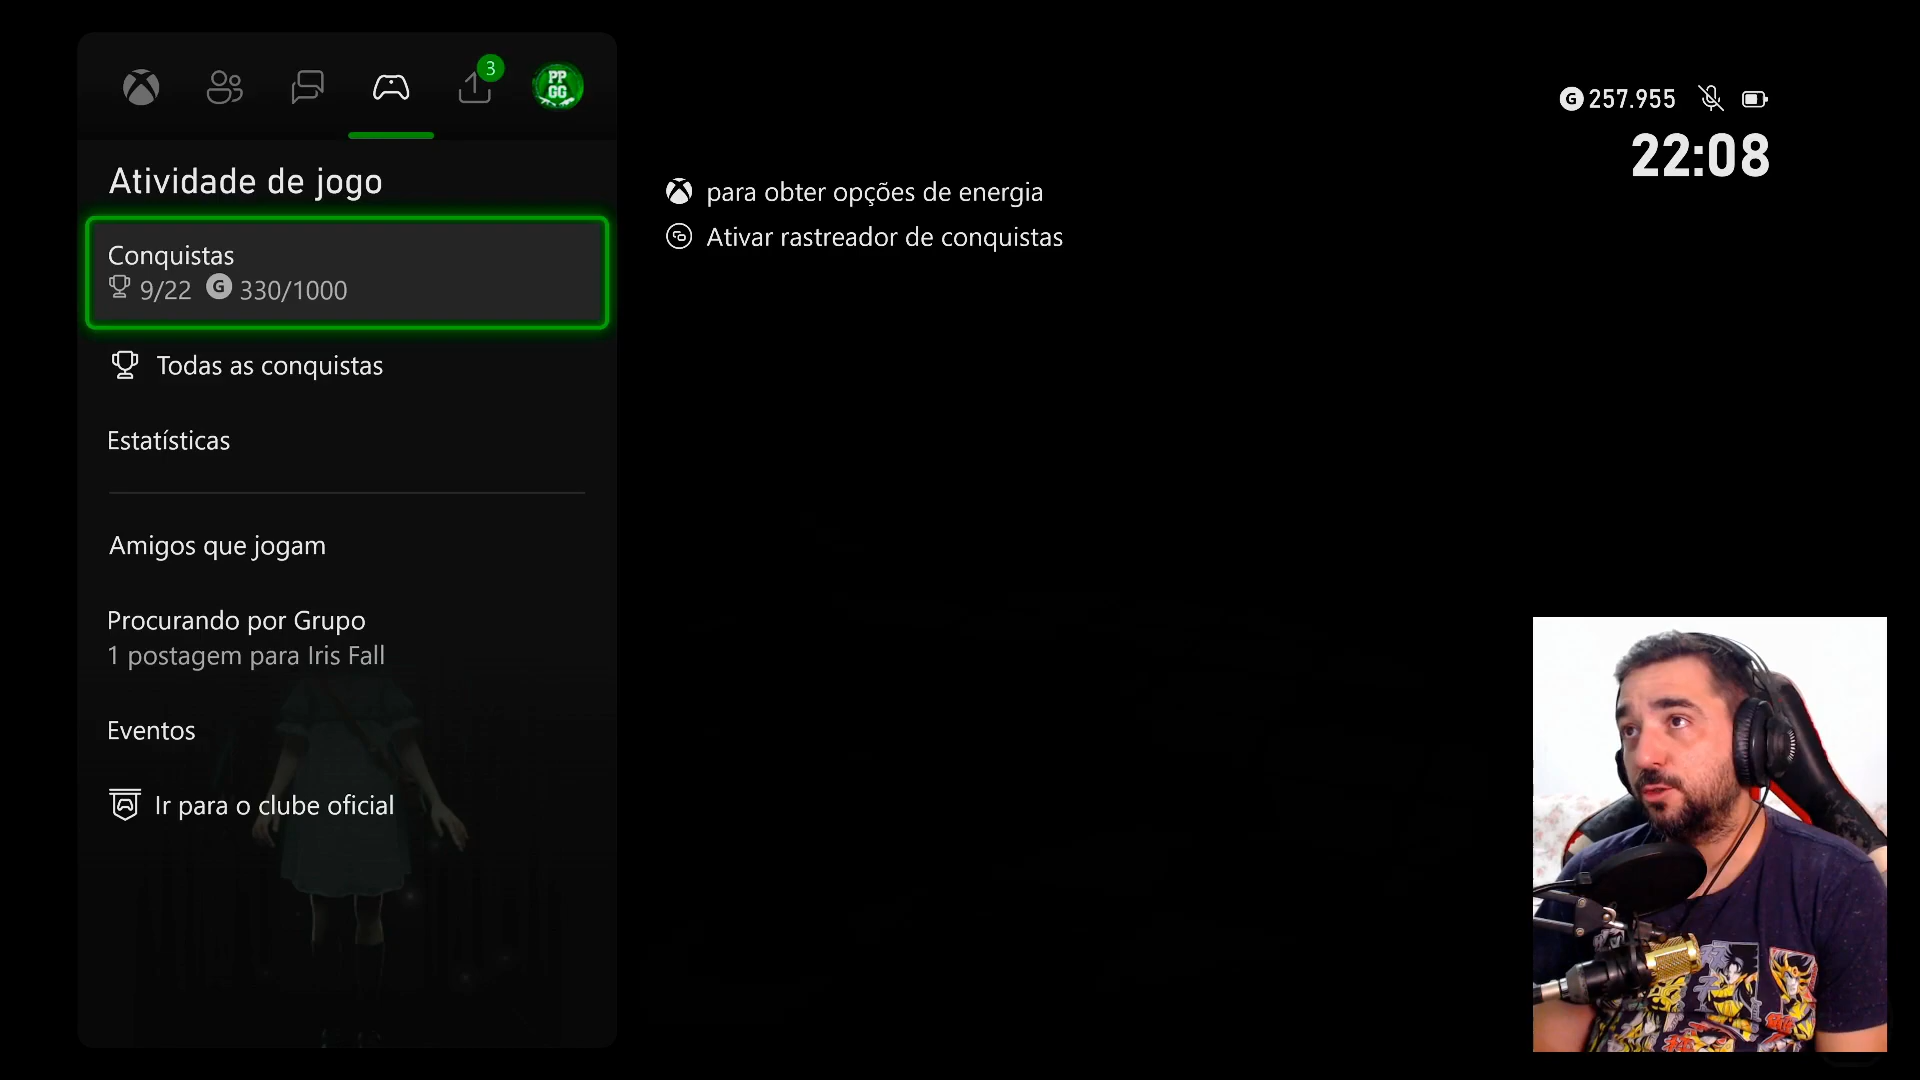 3
PP
GG
257.955
22:08
Atividade de jogo
para obter opções de energia
Ativar rastreador de conquistas
Conquistas
9/22 G 330/1000
Todas as conquistas
Estatísticas
Amigos que jogam
Procurando por Grupo
1 postagem para Iris Fall
Eventos
Ir para o clube oficial